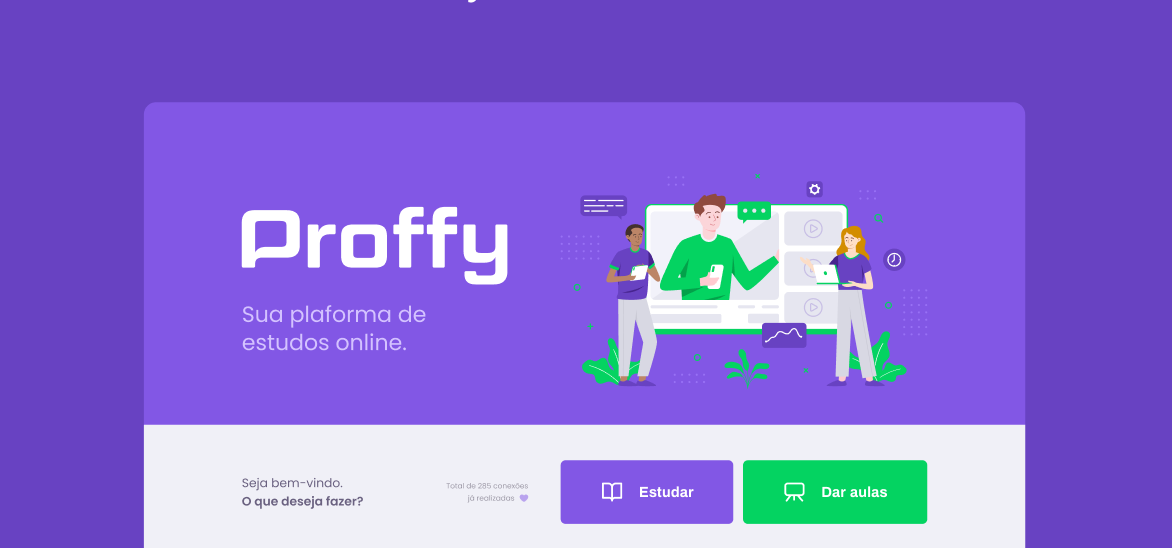 Proffy
Sua plaforma de
estudos online.
Seja bem-vindo.
O que deseja fazer?
Total de 285 conexões
já realizadas
Estudar
Dar aulas